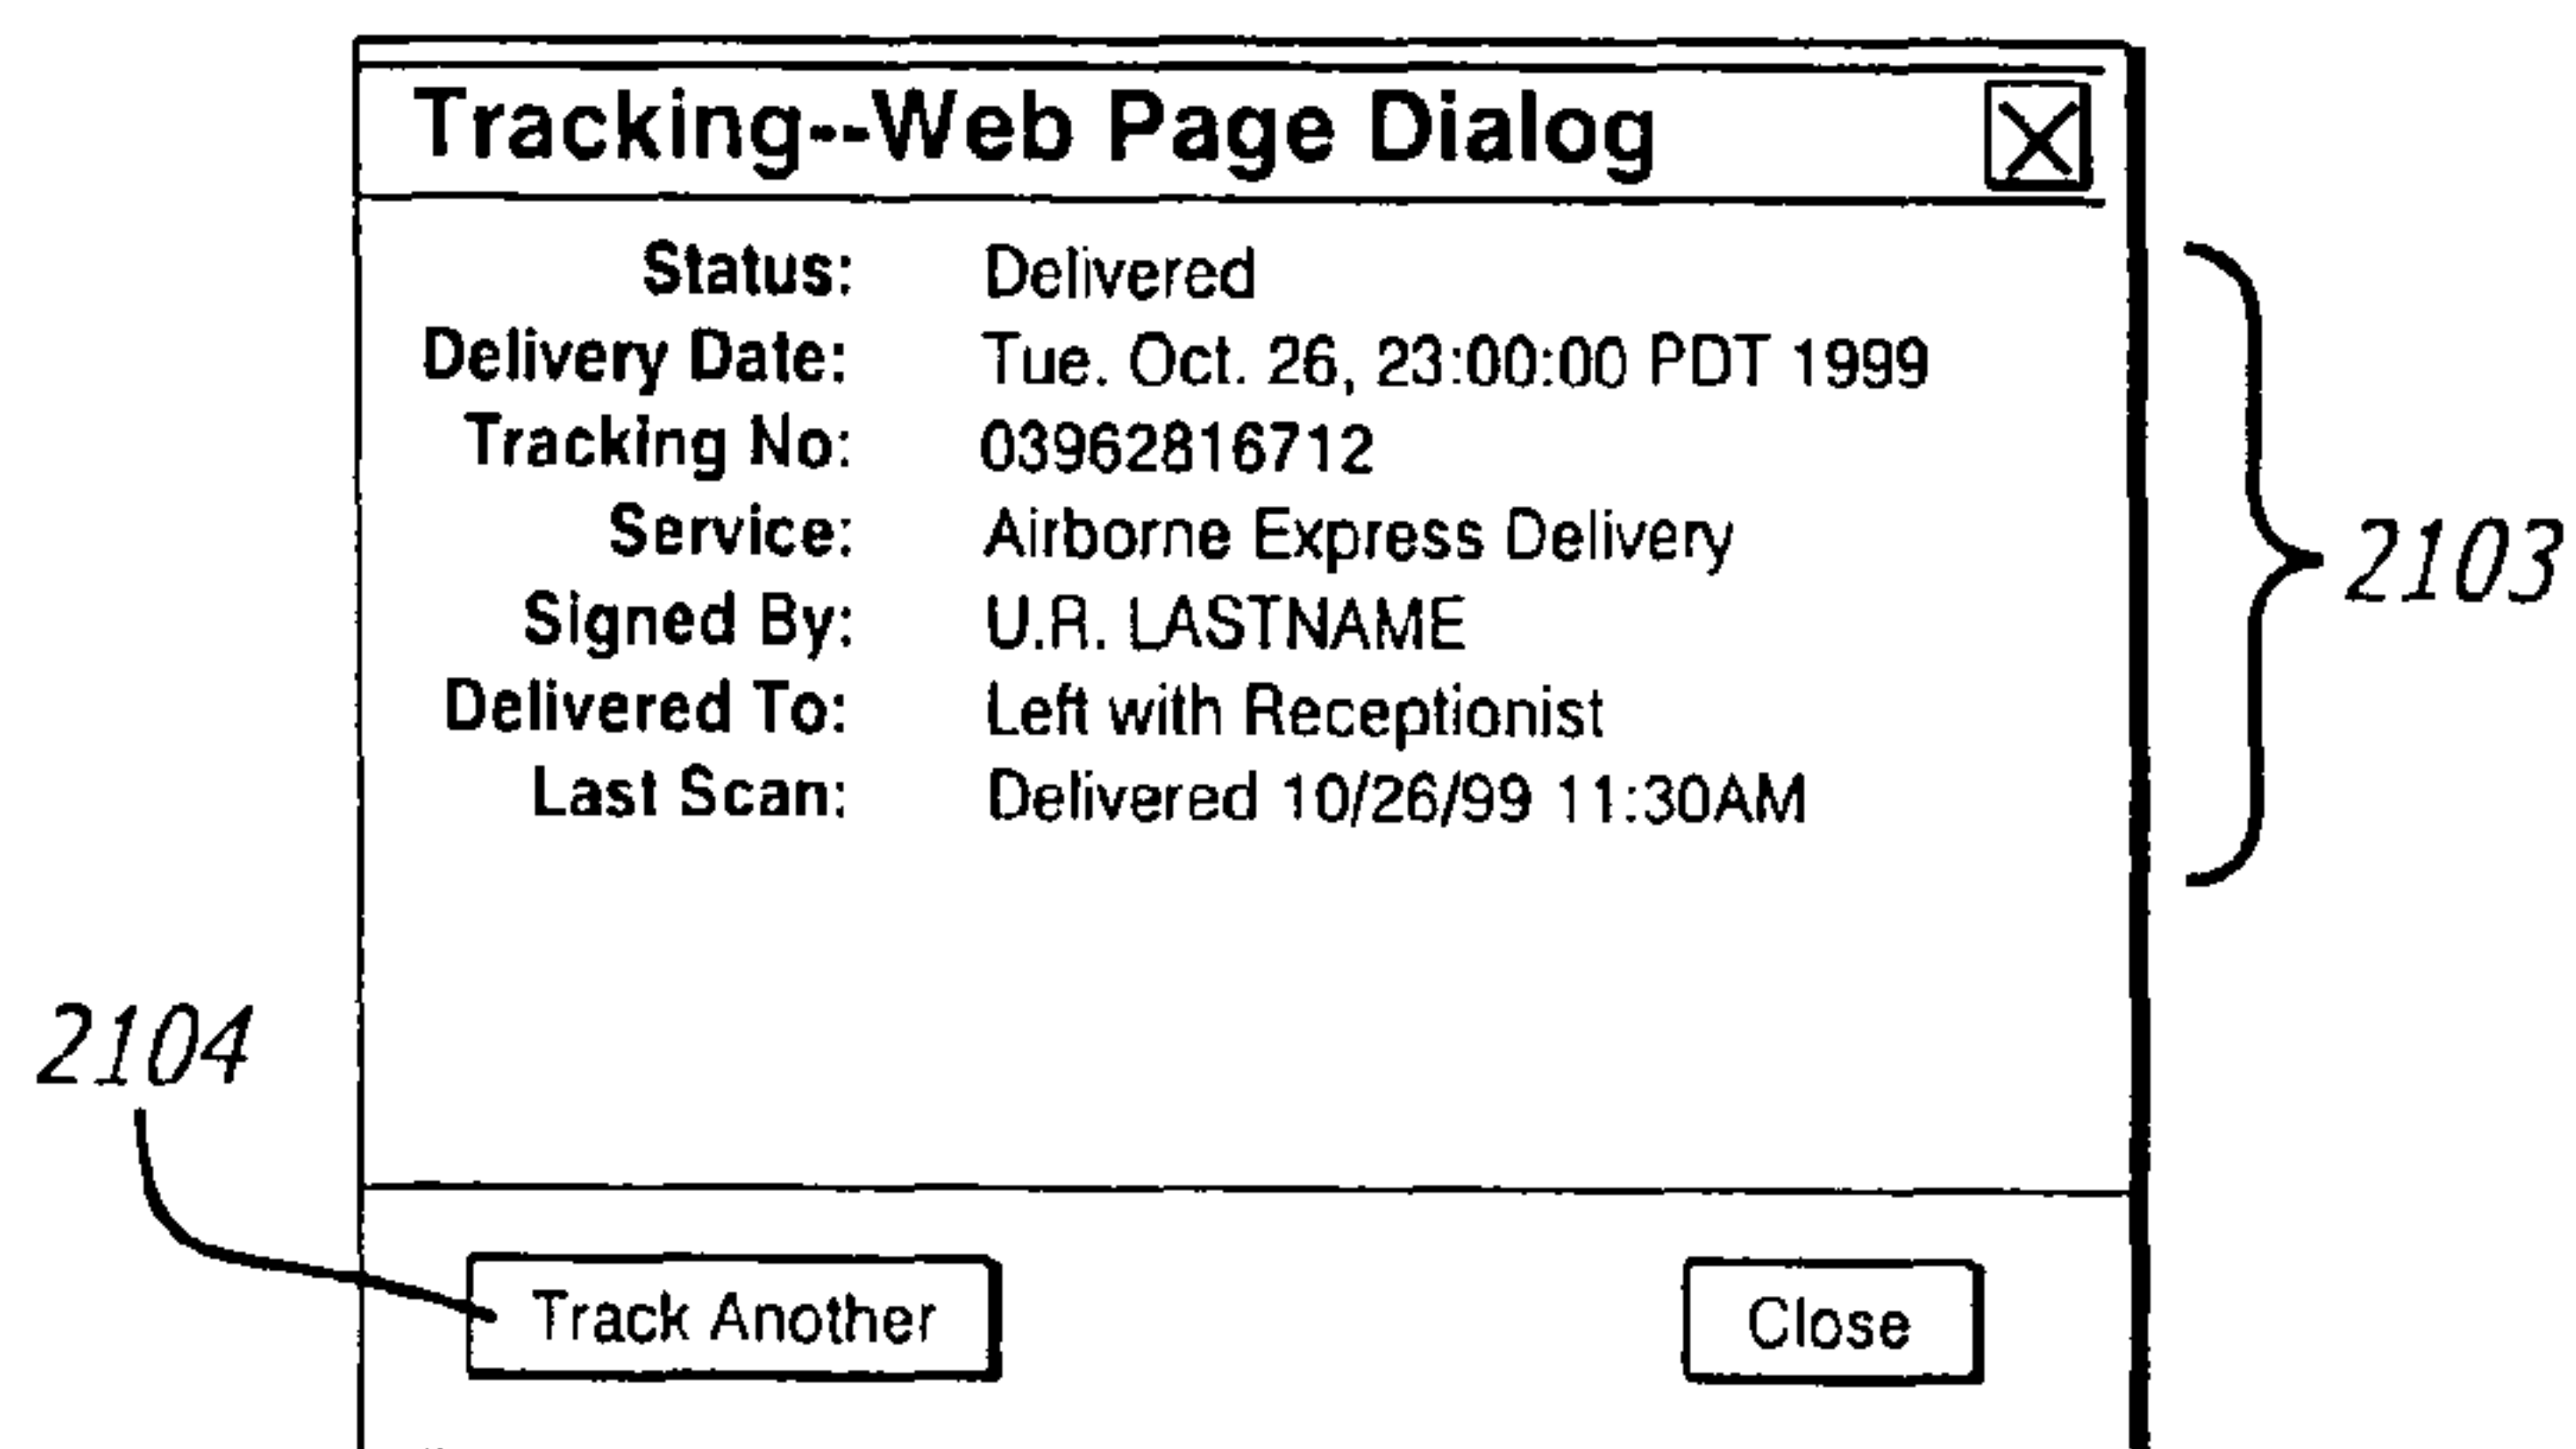 Tracking--Web Page Dialog
Status: Delivered
Delivery Date: Tue. Oct. 26, 23:00:00 PDT 1999
Tracking No: 03962816712
Service: Airborne Express Delivery
Signed By: U.R. LASTNAME
Delivered To: Left with Receptionist
Last Scan: Delivered 10/26/99 11:30AM
2103
2104
Track Another
Close